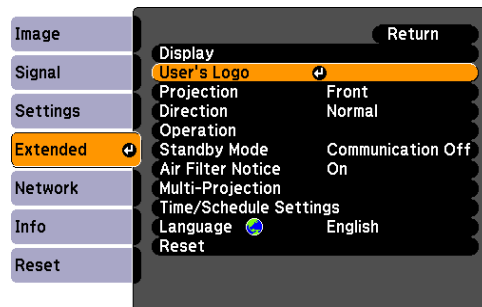 Image
Signal
Settings
Extended
Network
Info
Reset
Return
Display
User's Logo
Projection Front
Direction Normal
Operation
Standby Mode Communication Off
Air Filter Notice On
Multi-Projection
Time/Schedule Settings
Language English
Reset